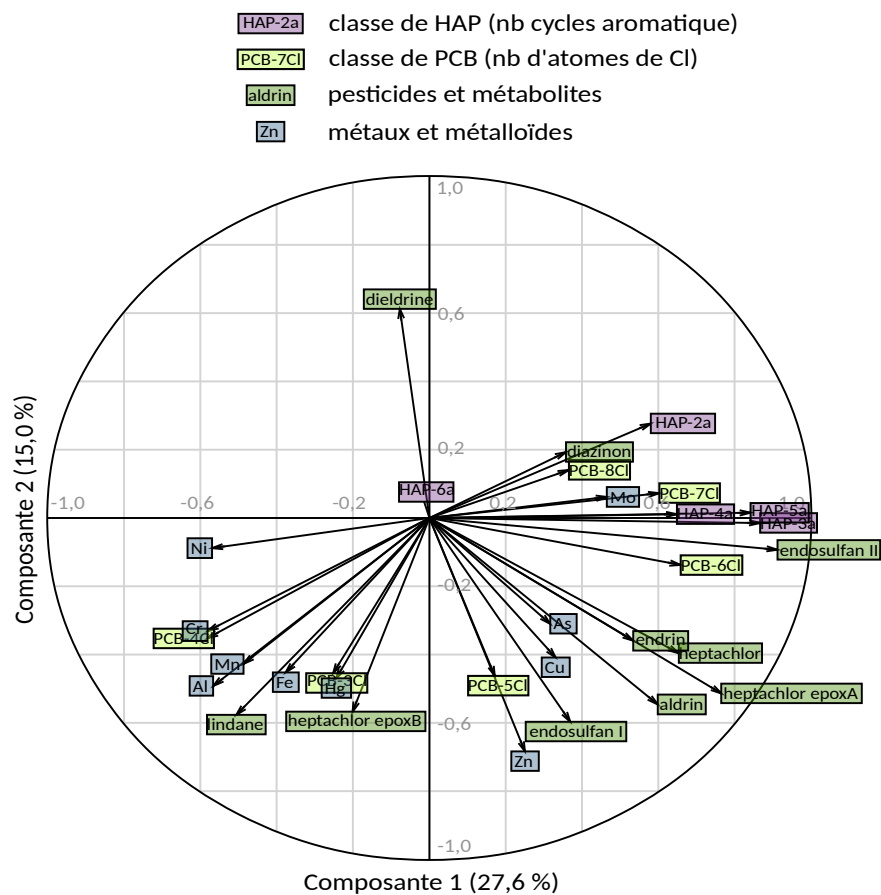 HAP-2a classe de HAP (nb cycles aromatique)
PCB-7Cl classe de PCB (nb d'atomes de Cl)
aldrin pesticides et métabolites
Zn métaux et métalloïdes
1,0
dieldrine
0,6
HAP-2a
0,2
diazinon
PCB-8Cl
HAP-6a
Mo
PCB-7Cl
-1,0
-0,6
-0,2
0,2
0,6
1,0
HAP-4a
HAP-5a
HAP-3a
Ni
endosulfan II
PCB-6Cl
-0,2
Cr
PCB-4Cl
As
endrin
heptachlor
Mn
Cu
Al
Fe
PCB-3Cl
Hg
PCB-5Cl
heptachlor epoxA
aldrin
lindane
heptachlor epoxB
-0,6
endosulfan I
Zn
-1,0
Composante 2 (15,0 %)
Composante 1 (27,6 %)